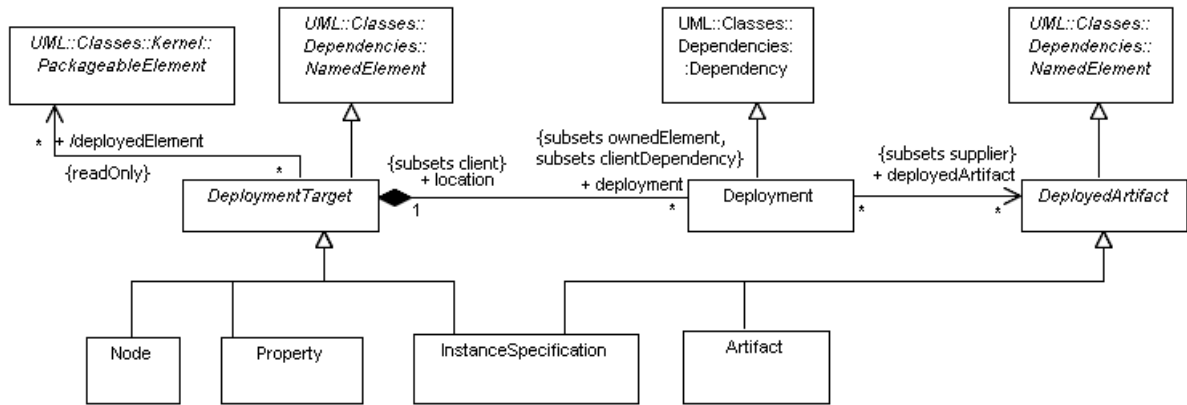 UML::Classes::Kernel::
PackageableElement
UML::Classes::
Dependencies::
NamedElement
UML::Classes::
Dependencies:
:Dependency
UML::Classes::
Dependencies::
NamedElement
* + /deployedElement
{readOnly}
*
{subsets client}
+ location
{subsets ownedElement,
subsets clientDependency}
+ deployment
{subsets supplier}
+ deployedArtifact
DeploymentTarget
1
*
Deployment
*
*
DeployedArtifact
Node
Property
InstanceSpecification
Artifact